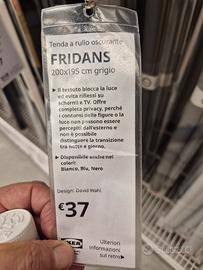 Tenda a rullo oscurante
FRIDANS
200x195 cm grigio
▪ Il tessuto blocca la luce
ed evita riflessi su
schermi e TV. Offre
completa privacy, perché
i contorni delle figure o la
luce non possono essere
percepiti dall'esterno e
non è possibile
distinguere la transizione
tra notte e giorno.
▪ Disponibile anche nei
colori:
Bianco, Blu, Nero
Design: David Wahl
€37
IKEA
Ulteriori
informazioni
sul retro▸
subito